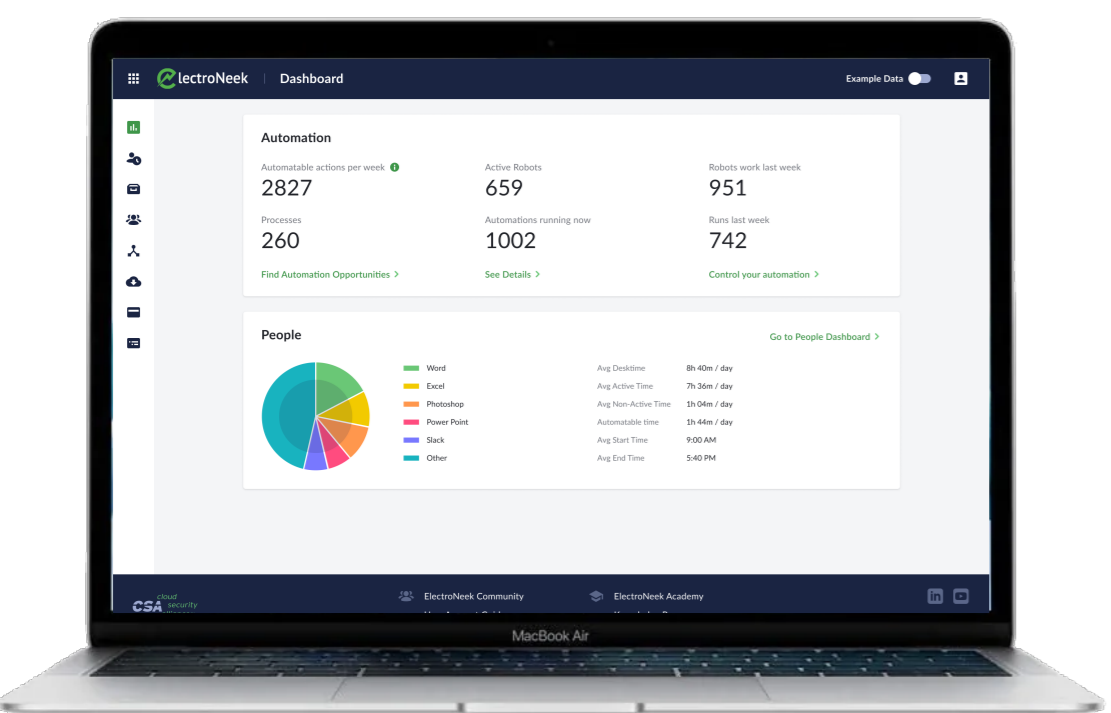 ElectroNeek | Dashboard
Example Data
Automation
Automatable actions per week
2827
Active Robots
659
Robots work last week
951
Processes
260
Automations running now
1002
Runs last week
742
Find Automation Opportunities >
See Details >
Control your automation >
People
Go to People Dashboard >
Word
Excel
Photoshop
Power Point
Slack
Other
Avg Desktime 8h 40m / day
Avg Active Time 7h 36m / day
Avg Non-Active Time 1h 04m / day
Automatable time 1h 44m / day
Avg Start Time 9:00 AM
Avg End Time 5:40 PM
CSA cloud
security
ElectroNeek Community
ElectroNeek Academy
in
MacBook Air